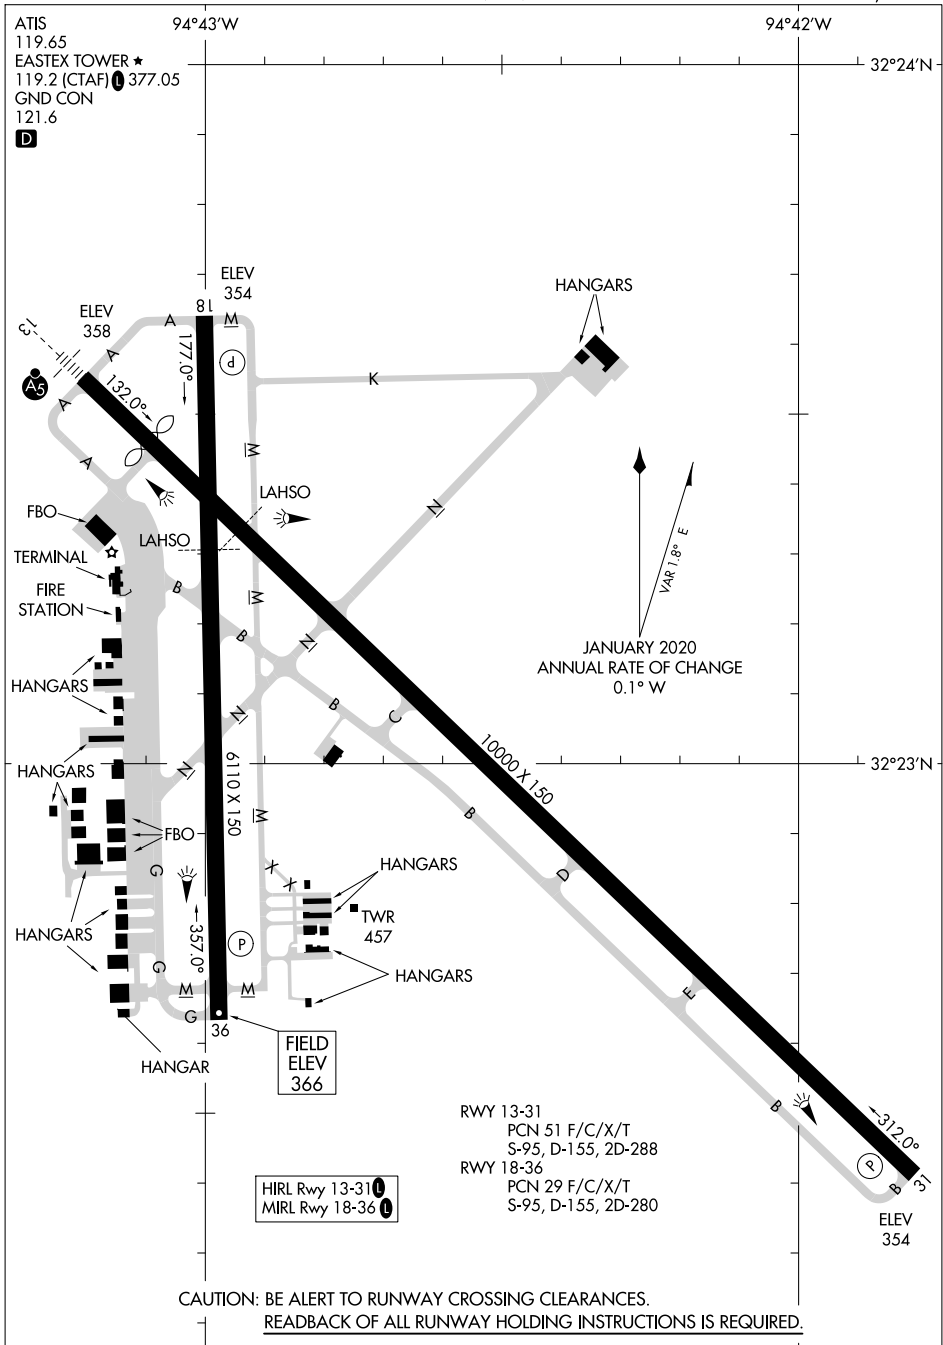 ATIS
119.65
EASTEX TOWER ★
119.2 (CTAF) L 377.05
GND CON
121.6
D
94°43'W
94°42'W
32°24'N
ELEV
354
HANGARS
ELEV
358
13
18
A
M
A
177.0°
P
A5
132.0°
K
A
M
A
LAHSO
N
FBO
LAHSO
TERMINAL
VAR 1.8° E
FIRE
STATION
B
M
B
N
JANUARY 2020
ANNUAL RATE OF CHANGE
0.1° W
HANGARS
B
C
N
10000 X 150
6110 X 150
HANGARS
N
32°23'N
M
B
FBO
G
X
X
HANGARS
D
TWR
457
HANGARS
357.0°
P
G
HANGARS
M
M
E
G
36
FIELD
ELEV
366
HANGAR
B
312.0°
RWY 13-31
PCN 51 F/C/X/T
S-95, D-155, 2D-288
RWY 18-36
PCN 29 F/C/X/T
S-95, D-155, 2D-280
P
B
31
HIRL Rwy 13-31 L
MIRL Rwy 18-36 L
ELEV
354
CAUTION: BE ALERT TO RUNWAY CROSSING CLEARANCES.
READBACK OF ALL RUNWAY HOLDING INSTRUCTIONS IS REQUIRED.